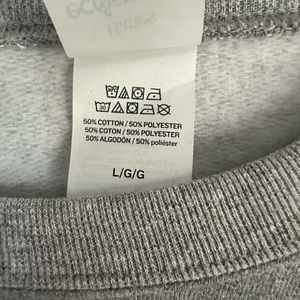 50% COTTON / 50% POLYESTER
50% COTON / 50% POLYESTER
50% ALGODÓN / 50% poliéster
L/G/G